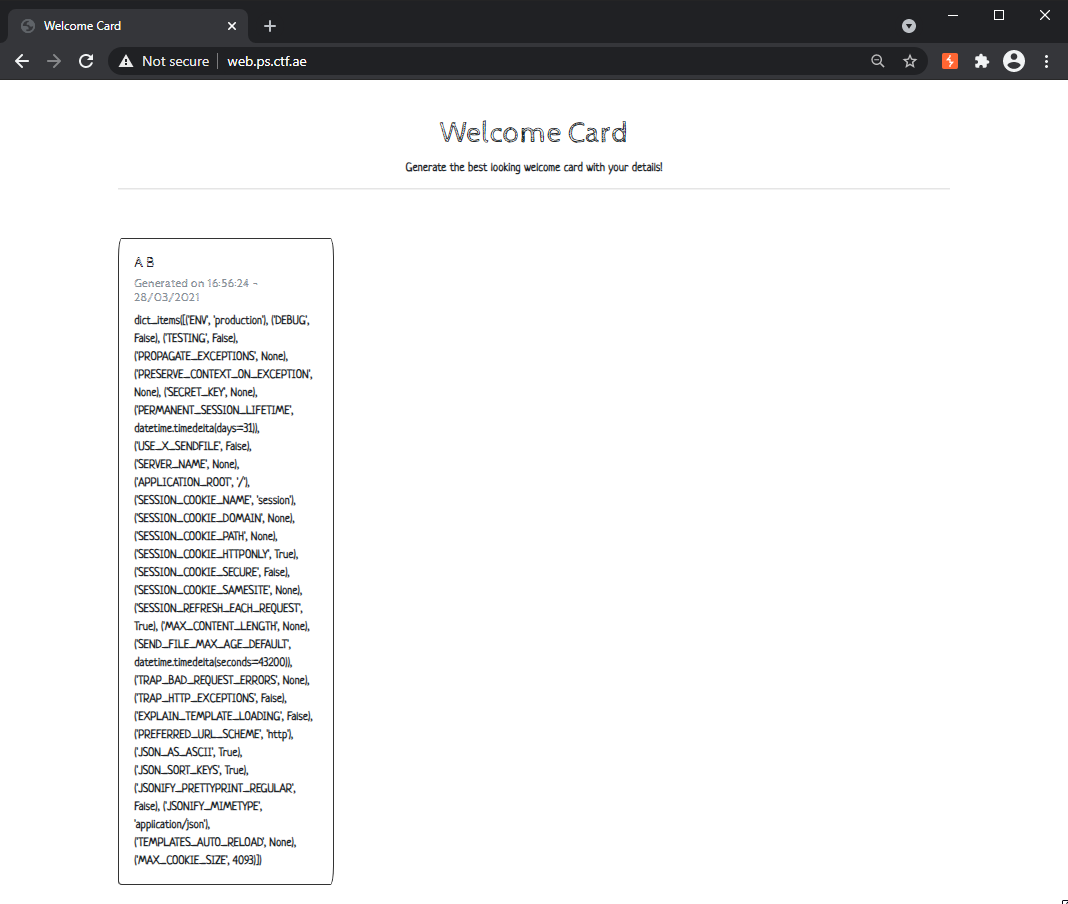 Welcome Card
Not secure
web.ps.ctf.ae
Welcome Card
Generate the best looking welcome card with your details!
A B
Generated on 16:56:24 ~
28/03/2021
dict_items([('ENV', 'production'), ('DEBUG',
False), ('TESTING', False),
('PROPAGATE_EXCEPTIONS', None),
('PRESERVE_CONTEXT_ON_EXCEPTION',
None), ('SECRET_KEY', None),
('PERMANENT_SESSION_LIFETIME',
datetime.timedelta(days=31)),
('USE_X_SENDFILE', False),
('SERVER_NAME', None),
('APPLICATION_ROOT', '/'),
('SESSION_COOKIE_NAME', 'session'),
('SESSION_COOKIE_DOMAIN', None),
('SESSION_COOKIE_PATH', None),
('SESSION_COOKIE_HTTPONLY', True),
('SESSION_COOKIE_SECURE', False),
('SESSION_COOKIE_SAMESITE', None),
('SESSION_REFRESH_EACH_REQUEST',
True), ('MAX_CONTENT_LENGTH', None),
('SEND_FILE_MAX_AGE_DEFAULT',
datetime.timedelta(seconds=43200)),
('TRAP_BAD_REQUEST_ERRORS', None),
('TRAP_HTTP_EXCEPTIONS', False),
('EXPLAIN_TEMPLATE_LOADING', False),
('PREFERRED_URL_SCHEME', 'http'),
('JSON_AS_ASCII', True),
('JSON_SORT_KEYS', True),
('JSONIFY_PRETTYPRINT_REGULAR',
False), ('JSONIFY_MIMETYPE',
'application/json'),
('TEMPLATES_AUTO_RELOAD', None),
('MAX_COOKIE_SIZE', 4093)])